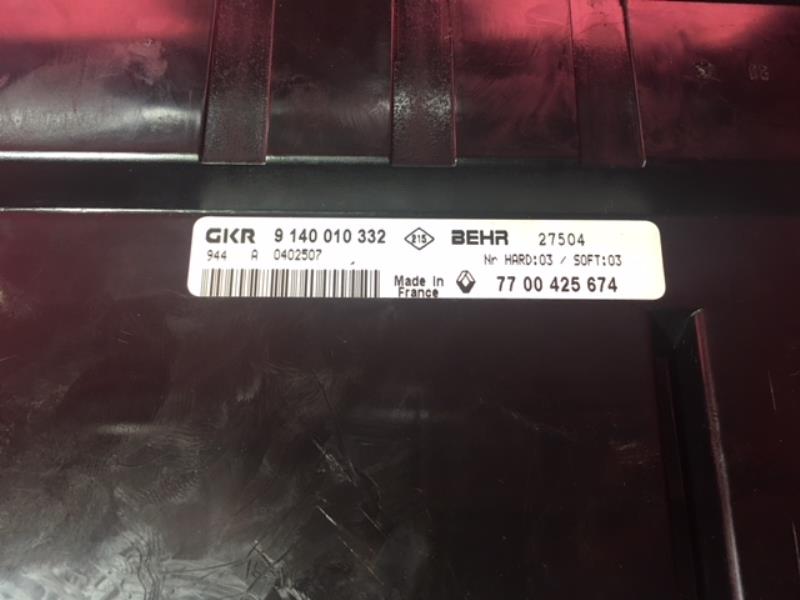 GKR 9 140 010 332 215 BEHR 27504
944 A 0402507 Nr HARD:03 / SOFT:03
Made In France 77 00 425 674